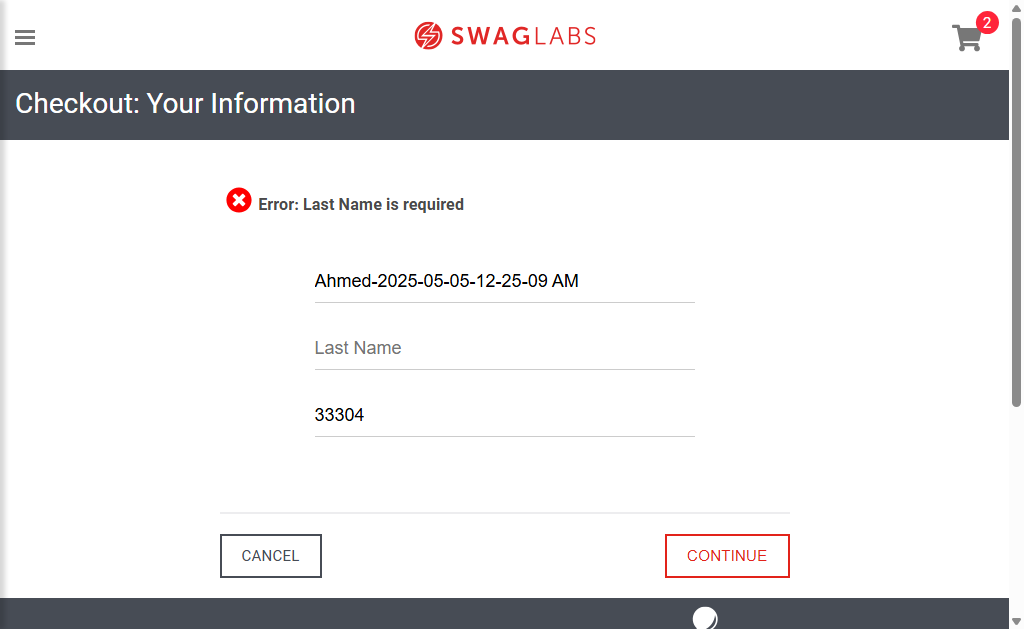 SWAGLABS
2
Checkout: Your Information
Error: Last Name is required
Ahmed-2025-05-05-12-25-09 AM
Last Name
33304
CANCEL
CONTINUE